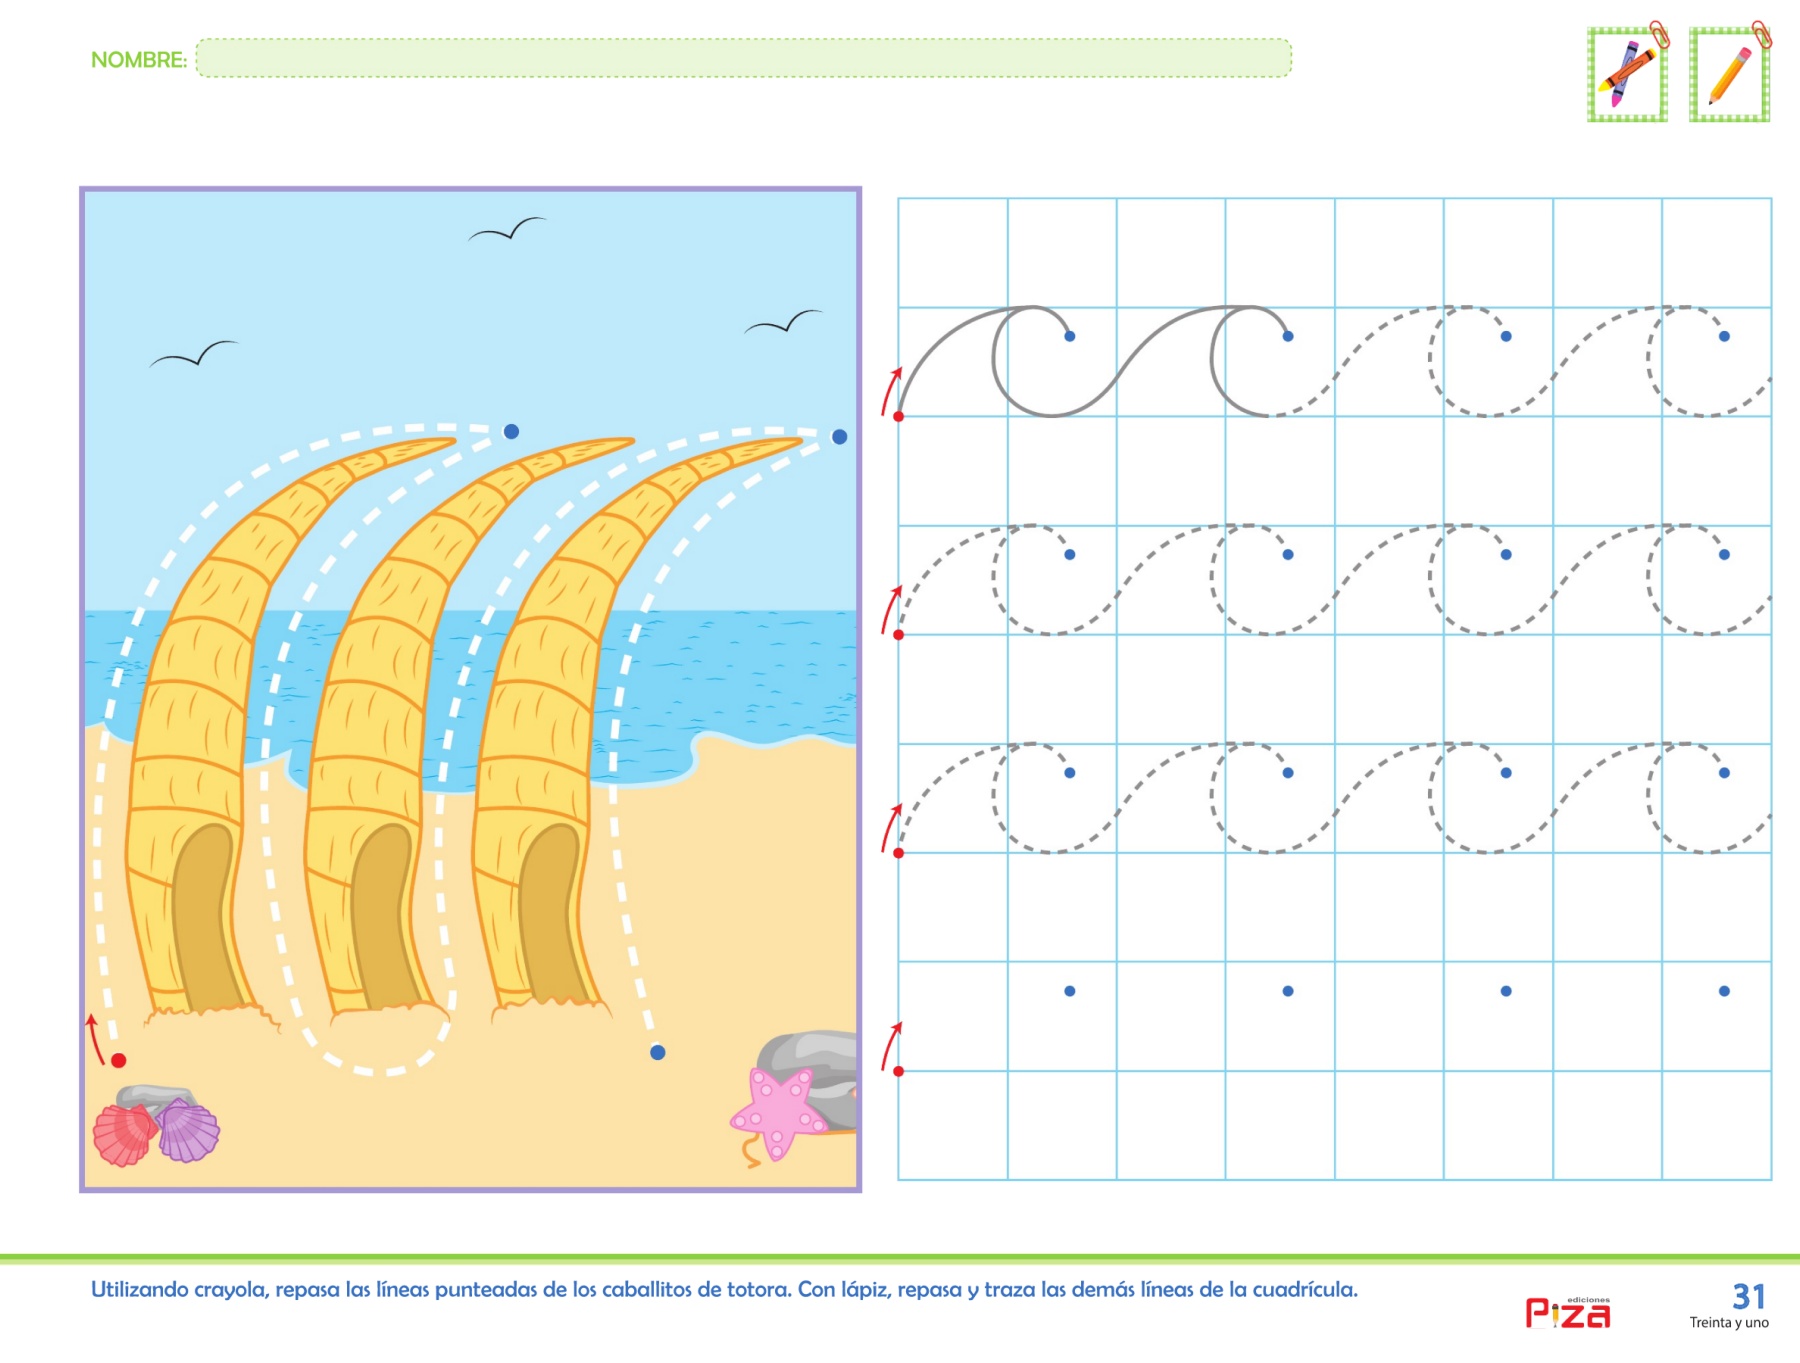 NOMBRE:
Utilizando crayola, repasa las líneas punteadas de los caballitos de totora. Con lápiz, repasa y traza las demás líneas de la cuadrícula.
ediciones
Piza
31
Treinta y uno